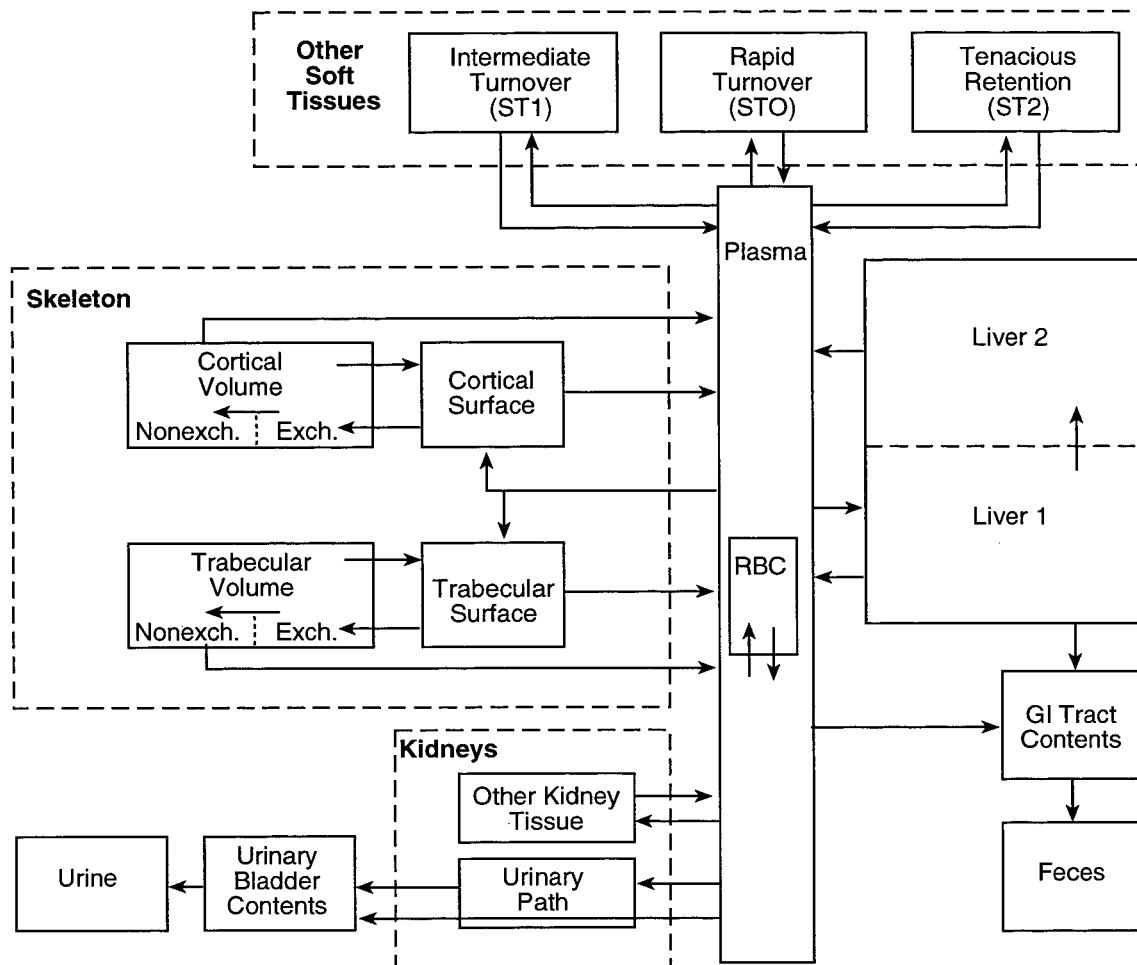 Other
Soft
Tissues
Intermediate
Turnover
(ST1)
Rapid
Turnover
(STO)
Tenacious
Retention
(ST2)
Plasma
Skeleton
Cortical
Volume
Nonexch.
Exch.
Cortical
Surface
Liver 2
Liver 1
Trabecular
Volume
Nonexch.
Exch.
Trabecular
Surface
RBC
GI Tract
Contents
Kidneys
Other Kidney
Tissue
Urine
Urinary
Bladder
Contents
Urinary
Path
Feces